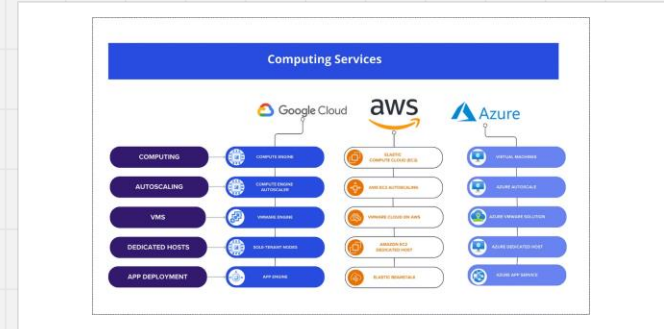 Computing Services
Google Cloud
aws
Azure
COMPUTING
COMPUTE ENGINE
ELASTIC
COMPUTE CLOUD (EC2)
VIRTUAL MACHINES
AUTOSCALING
COMPUTE ENGINE
AUTOSCALER
AWS EC2 AUTOSCALING
AZURE AUTOSCALE
VMS
VMWARE ENGINE
VMWARE CLOUD ON AWS
AZURE VMWARE SOLUTION
DEDICATED HOSTS
SOLE-TENANT NODES
AMAZON EC2
DEDICATED HOST
AZURE DEDICATED HOST
APP DEPLOYMENT
APP ENGINE
ELASTIC BEANSTALK
AZURE APP SERVICE